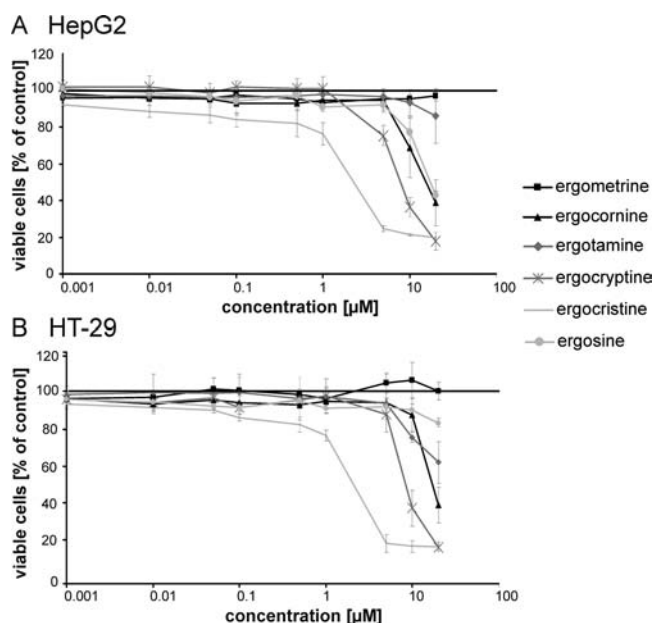 A HepG2
120
100
80
60
40
20
0
0.001 0.01 0.1 1 10 100
viable cells [% of control]
concentration [µM]
ergometrine
ergocornine
ergotamine
ergocryptine
ergocristine
ergosine
B HT-29
120
100
80
60
40
20
0
0.001 0.01 0.1 1 10 100
viable cells [% of control]
concentration [µM]